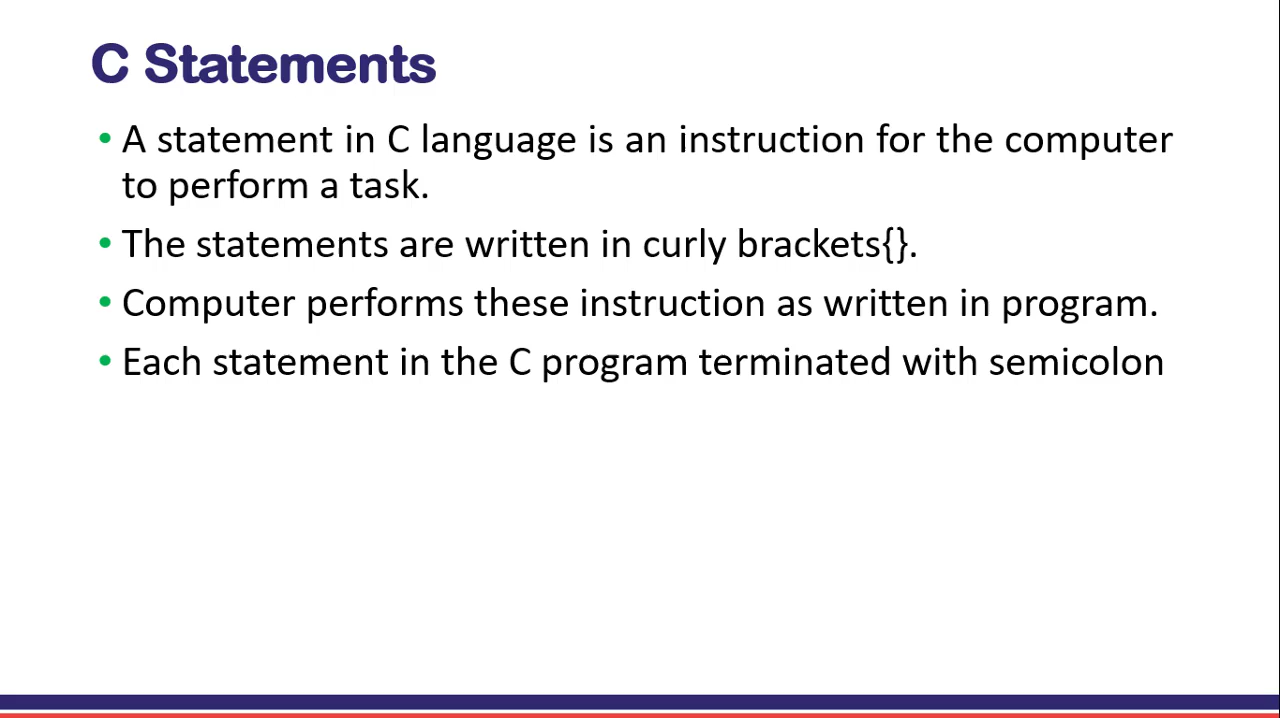 C Statements
• A statement in C language is an instruction for the computer
to perform a task.
• The statements are written in curly brackets{}.
• Computer performs these instruction as written in program.
• Each statement in the C program terminated with semicolon